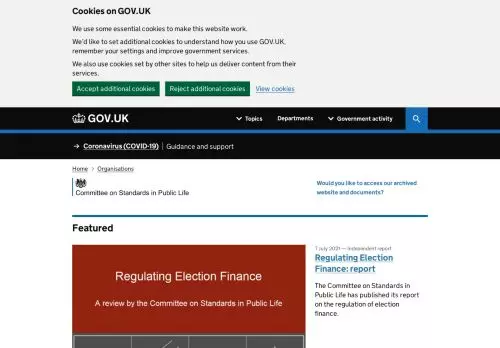 Cookies on GOV.UK
We use some essential cookies to make this website work.
We'd like to set additional cookies to understand how you use GOV.UK,
remember your settings and improve government services.
We also use cookies set by other sites to help us deliver content from their
services.
Accept additional cookies
Reject additional cookies
View cookies
GOV.UK
Topics
Departments
Government activity
→ Coronavirus (COVID-19)
Guidance and support
Home > Organisations
Committee on Standards in Public Life
Would you like to access our archived
website and documents?
Featured
Regulating Election Finance
A review by the Committee on Standards in Public Life
7 July 2021 — Independent report
Regulating Election
Finance: report
The Committee on Standards in
Public Life has published its report
on the regulation of election
finance.